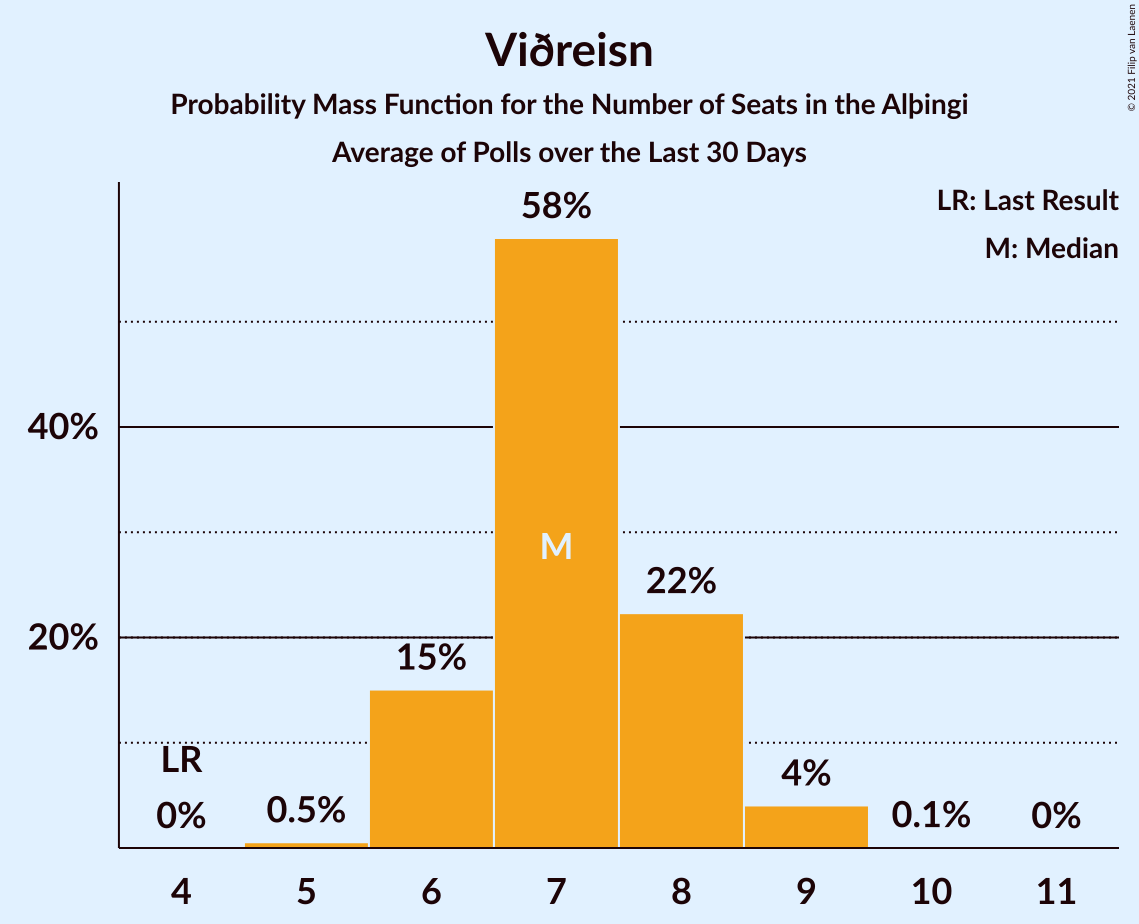 Viðreisn
Probability Mass Function for the Number of Seats in the Alþingi
Average of Polls over the Last 30 Days
© 2021 Filip van Laenen
LR: Last Result
M: Median
58%
40%
M
22%
20%
15%
LR
4%
0%
0.5%
0.1%
0%
4 5 6 7 8 9 10 11